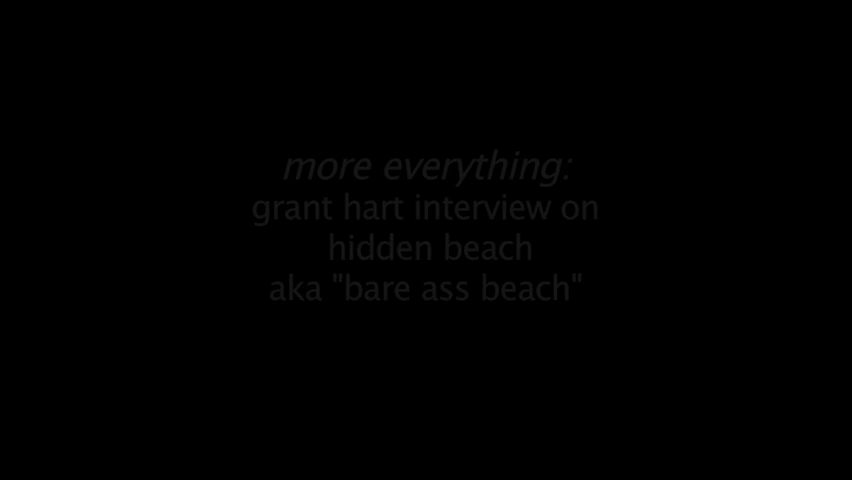 more everything:
grant hart interview on
hidden beach
aka "bare ass beach"